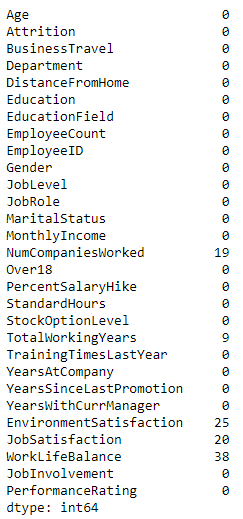 Age 0
Attrition 0
BusinessTravel 0
Department 0
DistanceFromHome 0
Education 0
EducationField 0
EmployeeCount 0
EmployeeID 0
Gender 0
JobLevel 0
JobRole 0
MaritalStatus 0
MonthlyIncome 0
NumCompaniesWorked 19
Over18 0
PercentSalaryHike 0
StandardHours 0
StockOptionLevel 0
TotalWorkingYears 9
TrainingTimesLastYear 0
YearsAtCompany 0
YearsSinceLastPromotion 0
YearsWithCurrManager 0
EnvironmentSatisfaction 25
JobSatisfaction 20
WorkLifeBalance 38
JobInvolvement 0
PerformanceRating 0
dtype: int64